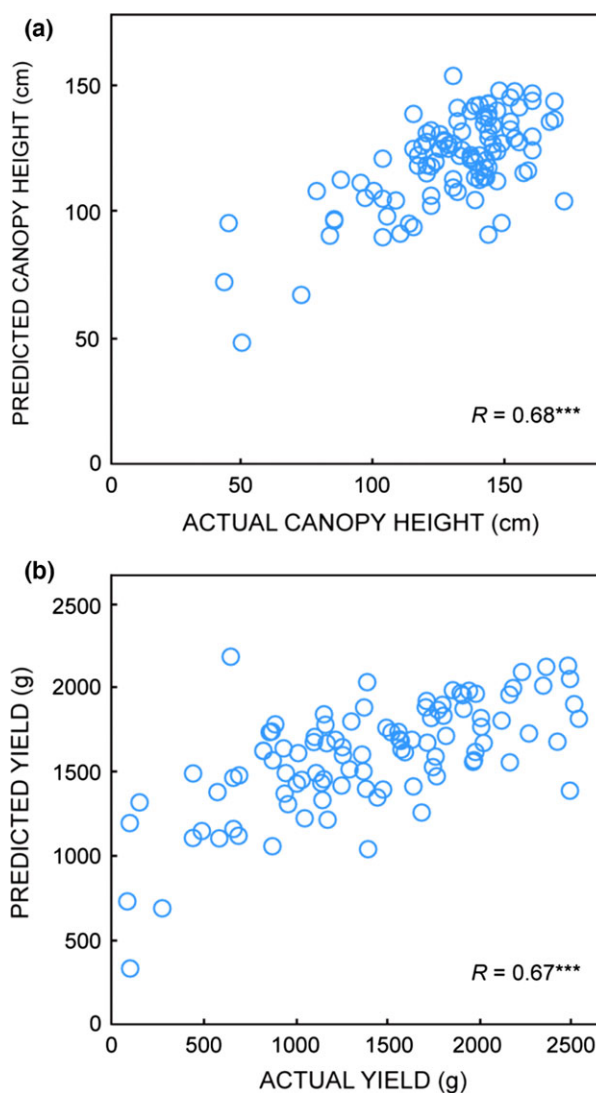 (a)
PREDICTED CANOPY HEIGHT (cm)
150
100
50
0
R = 0.68***
0 50 100 150
ACTUAL CANOPY HEIGHT (cm)
(b)
PREDICTED YIELD (g)
2500
2000
1500
1000
500
0
R = 0.67***
0 500 1000 1500 2000 2500
ACTUAL YIELD (g)